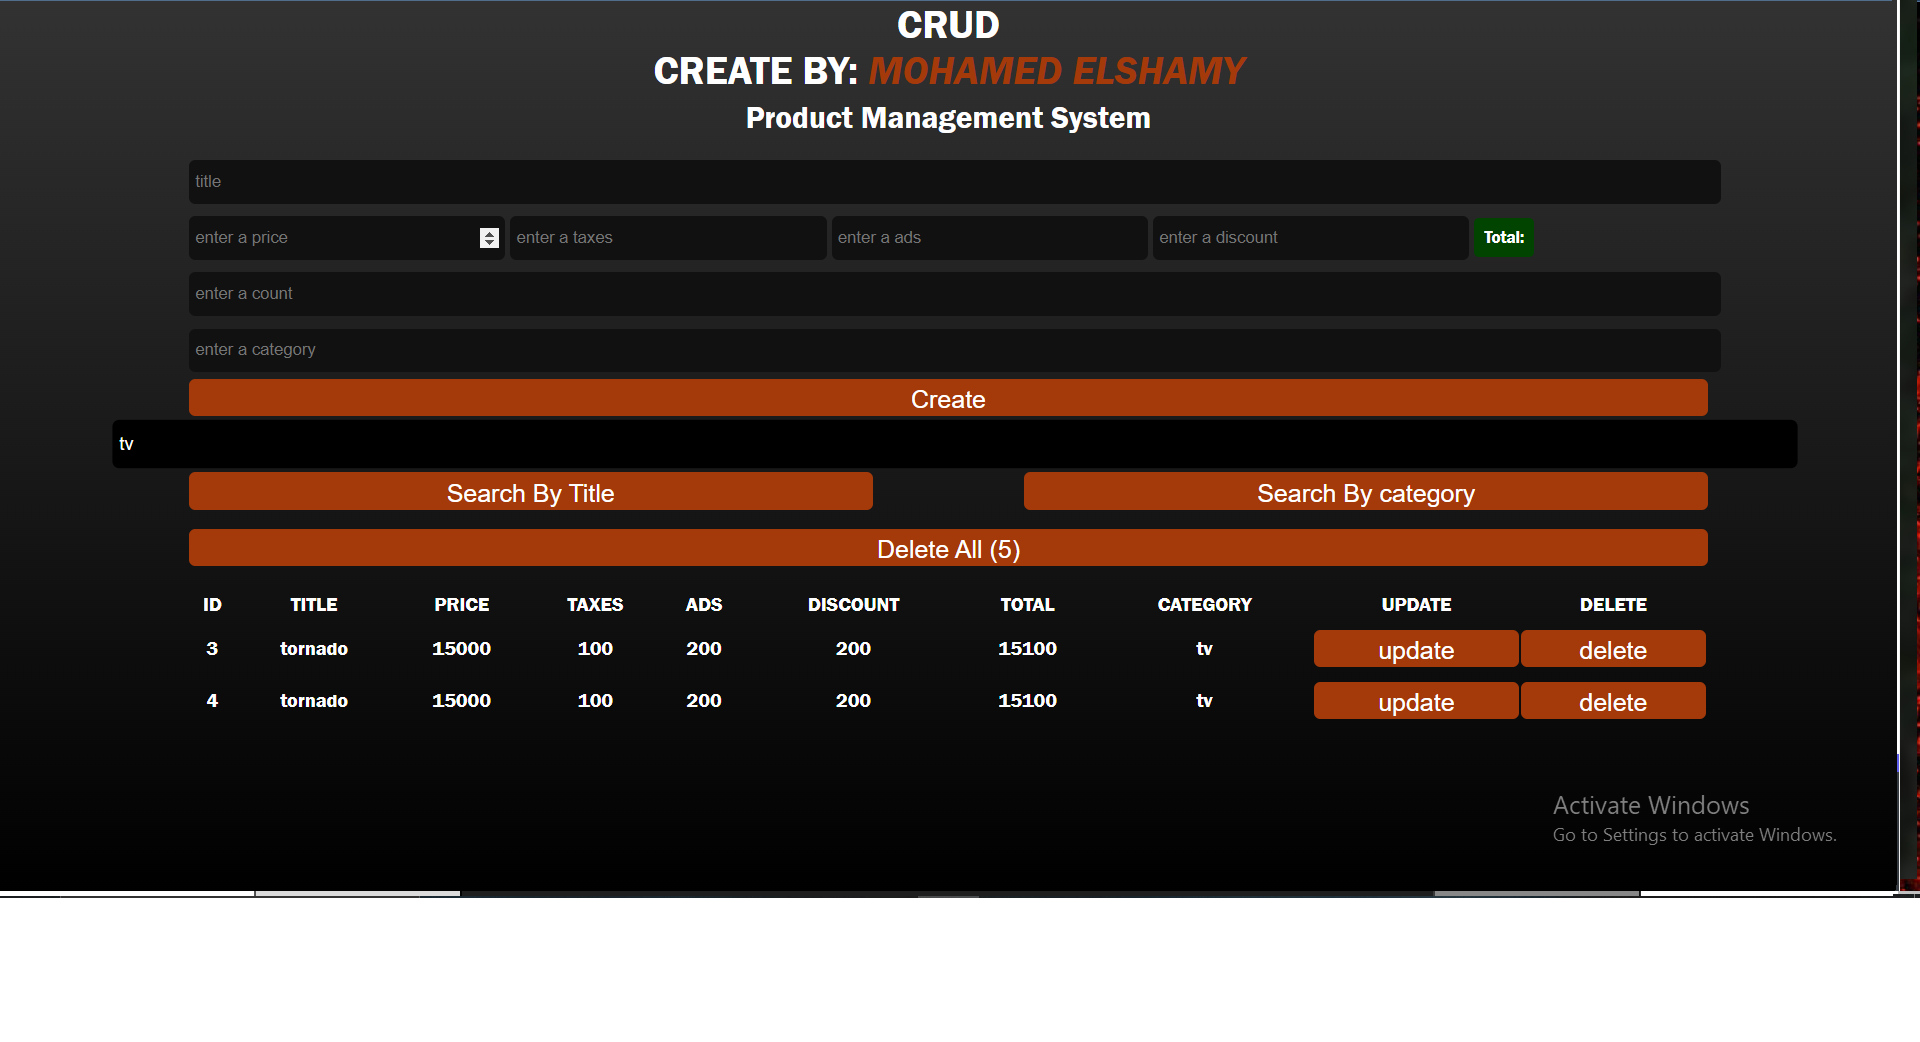 CRUD
CREATE BY: MOHAMED ELSHAMY
Product Management System
title
enter a price enter a taxes enter a ads enter a discount Total:
enter a count
enter a category
Create
tv
Search By Title Search By category
Delete All (5)
ID TITLE PRICE TAXES ADS DISCOUNT TOTAL CATEGORY UPDATE DELETE
3 tornado 15000 100 200 200 15100 tv update delete
4 tornado 15000 100 200 200 15100 tv update delete
Activate Windows
Go to Settings to activate Windows.